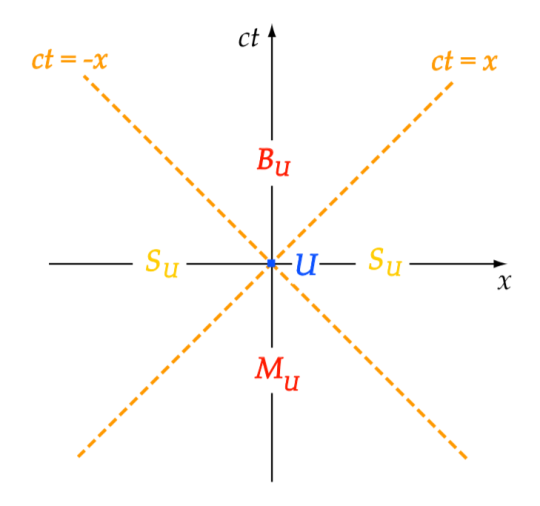 ct
ct = -x
ct = x
B_U
S_U
U
S_U
x
M_U